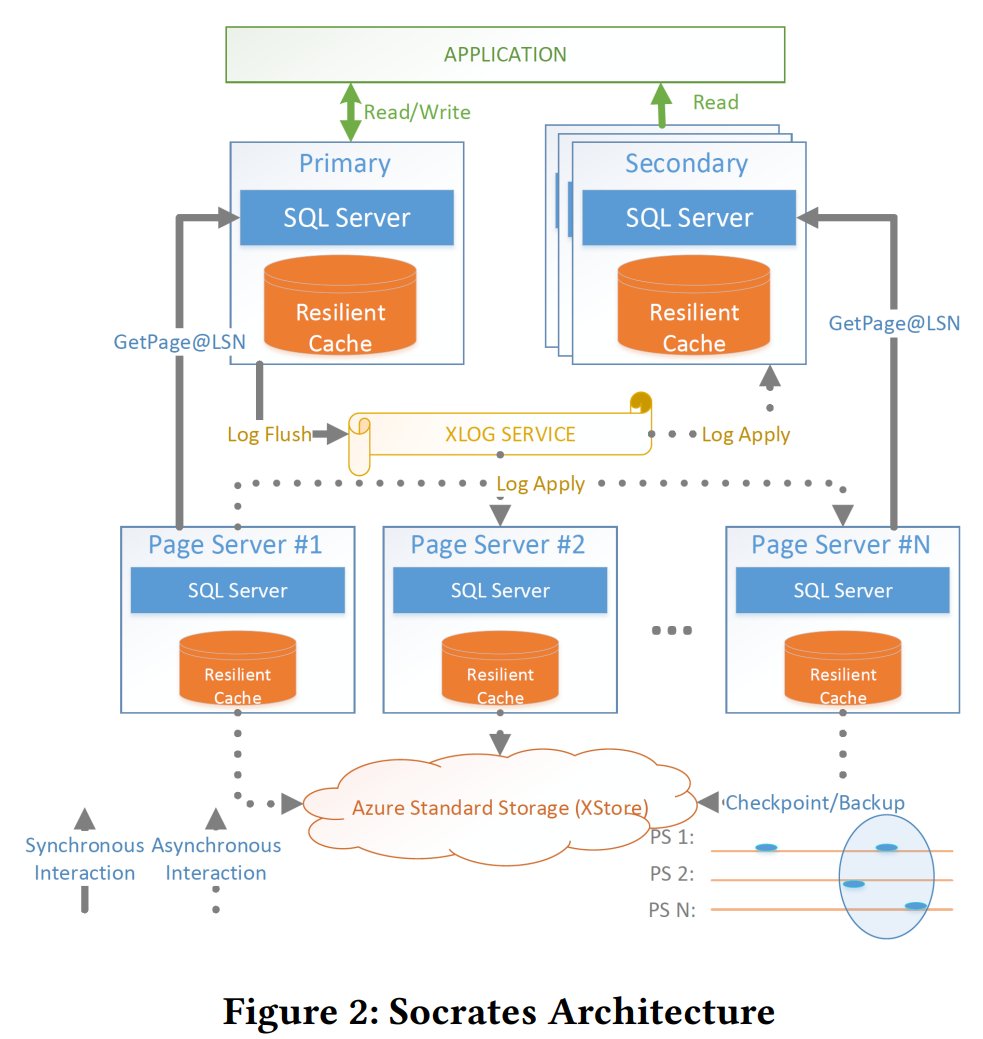 APPLICATION
Read/Write
Read
Primary
Secondary
SQL Server
SQL Server
Resilient
Cache
Resilient
Cache
GetPage@LSN
GetPage@LSN
Log Flush
XLOG SERVICE
Log Apply
Log Apply
Page Server #1
Page Server #2
Page Server #N
SQL Server
SQL Server
SQL Server
Resilient
Cache
Resilient
Cache
Resilient
Cache
Azure Standard Storage (XStore)
Checkpoint/Backup
Synchronous
Interaction
Asynchronous
Interaction
PS 1:
PS 2:
PS N:
Figure 2: Socrates Architecture